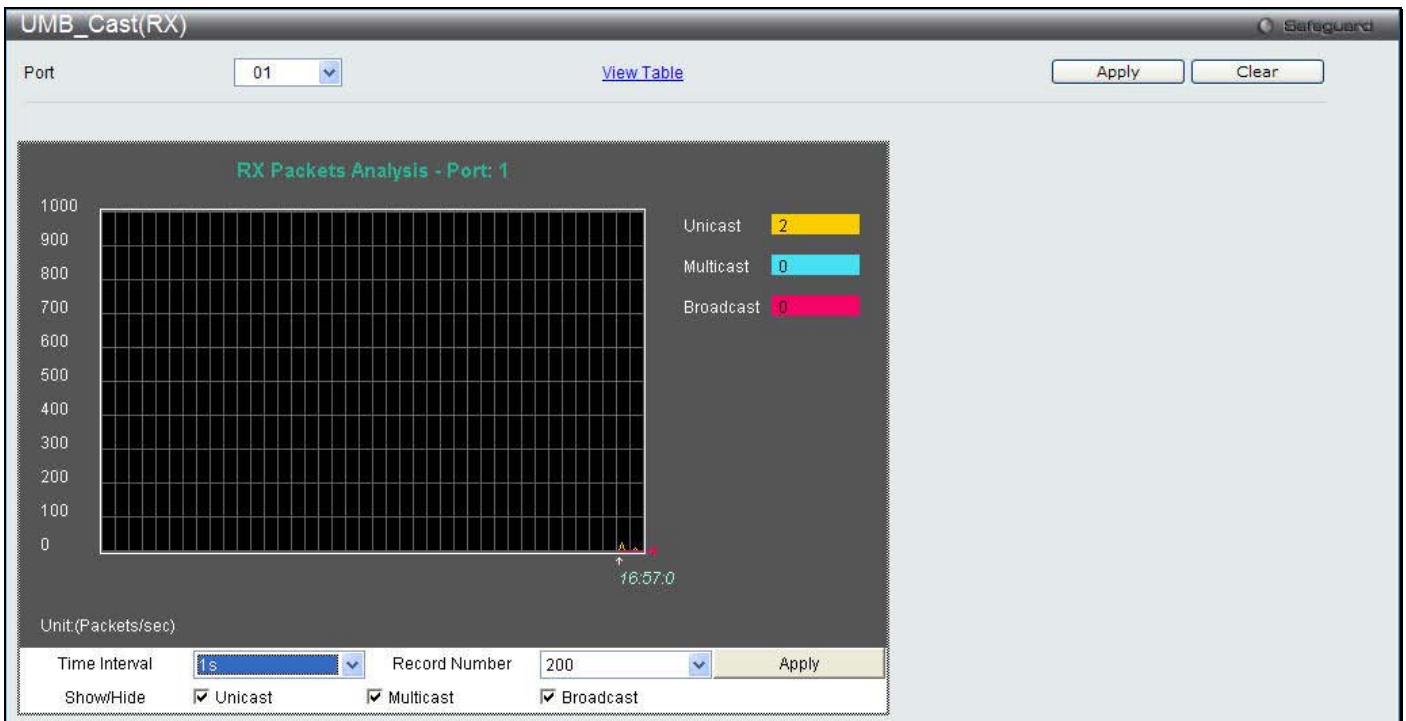 UMB_Cast(RX)
Safeguard
Port 01 View Table Apply Clear
RX Packets Analysis - Port: 1
1000
900
800
700
600
500
400
300
200
100
0
Unicast 2
Multicast 0
Broadcast 0
16:57:0
Unit:(Packets/sec)
Time Interval 1s Record Number 200 Apply
Show/Hide Unicast Multicast Broadcast